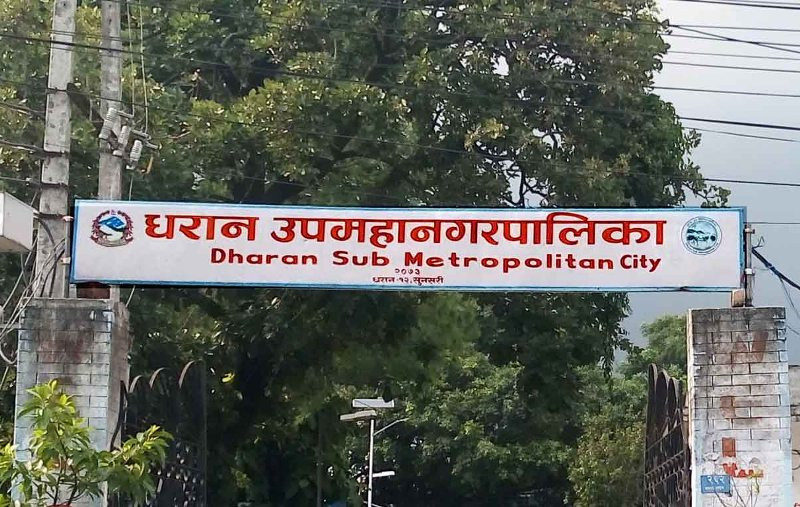 धरान उपमहानगरपालिका
Dharan Sub Metropolitan City
२०७३
धरान-१२, सुनसरी